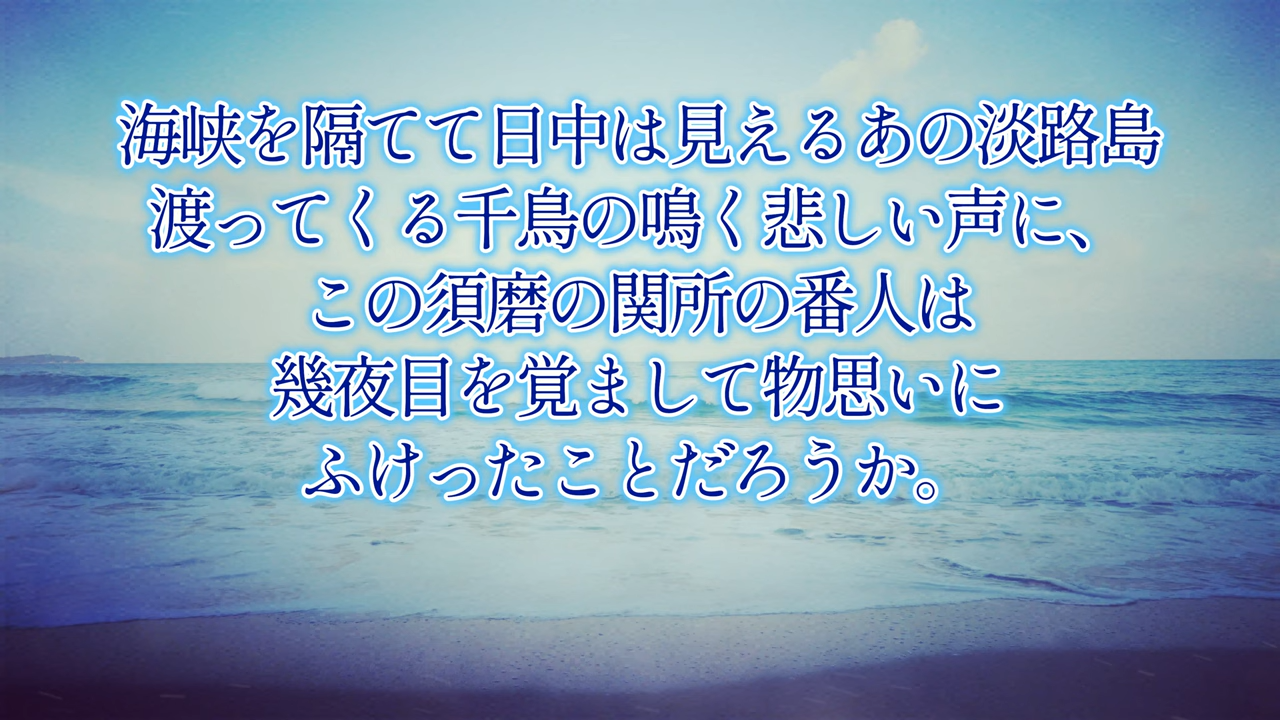 海峡を隔てて日中は見えるあの淡路島
渡ってくる千鳥の鳴く悲しい声に、
この須磨の関所の番人は
幾夜目を覚まして物思いに
ふけったことだろうか。